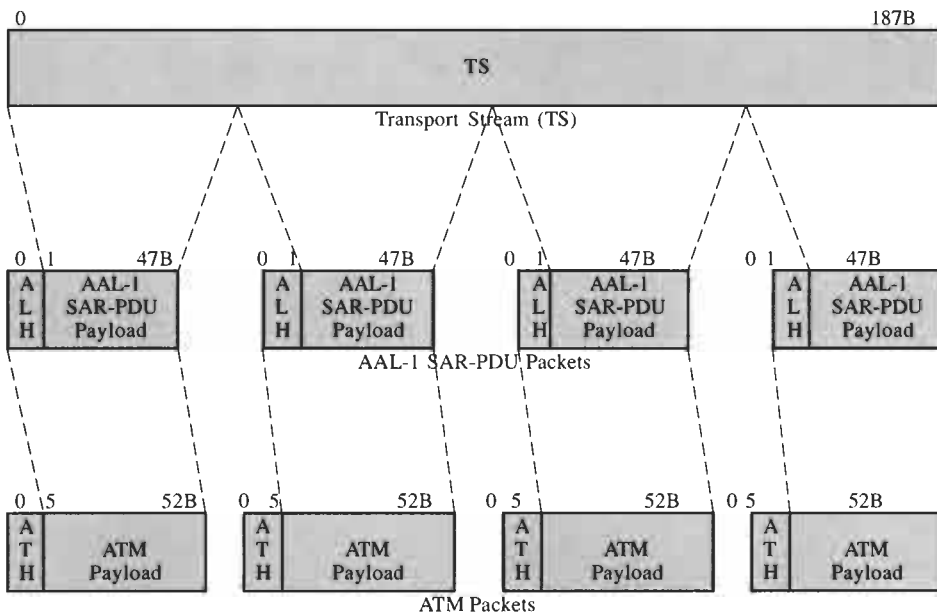 0 187B
TS
Transport Stream (TS)
0 1 47B 0 1 47B 0 1 47B 0 1 47B
A AAL-1 A AAL-1 A AAL-1 A AAL-1
L SAR-PDU L SAR-PDU L SAR-PDU L SAR-PDU
H Payload H Payload H Payload H Payload
AAL-1 SAR-PDU Packets
0 5 52B 0 5 52B 0 5 52B 0 5 52B
A A A A
T ATM T ATM T ATM T ATM
H Payload H Payload H Payload H Payload
ATM Packets